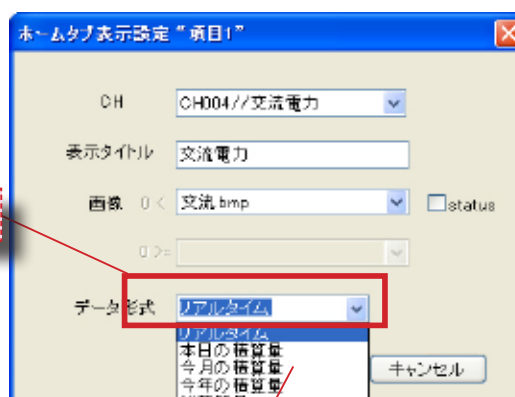 ホームタブ表示設定 “項目1”
CH CH004//交流電力
表示タイトル 交流電力
画像 0 < 交流.bmp status
0 >=
データ形式 リアルタイム
リアルタイム
本日の積算量
今月の積算量
キャンセル
今年の積算量